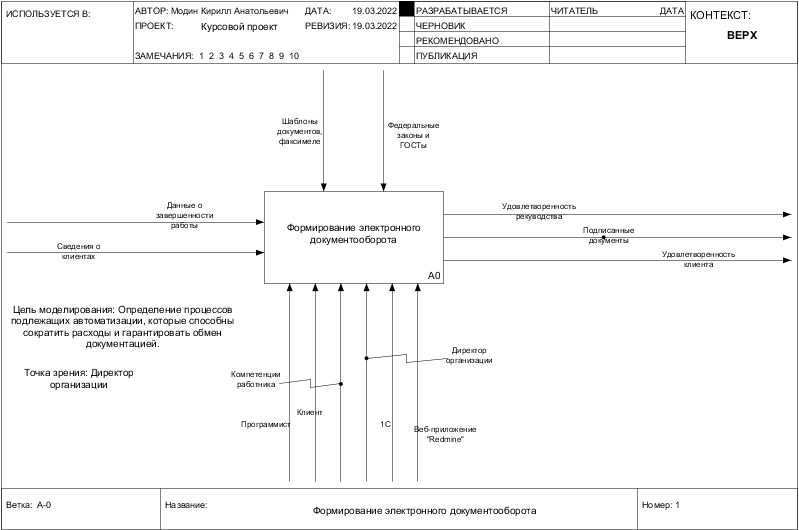 ИСПОЛЬЗУЕТСЯ В:
АВТОР: Модин Кирилл Анатольевич
ДАТА: 19.03.2022
ПРОЕКТ: Курсовой проект
РЕВИЗИЯ: 19.03.2022
ЗАМЕЧАНИЯ: 1 2 3 4 5 6 7 8 9 10
РАЗРАБАТЫВАЕТСЯ
ЧЕРНОВИК
РЕКОМЕНДОВАНО
ПУБЛИКАЦИЯ
ЧИТАТЕЛЬ
ДАТА
КОНТЕКСТ:
ВЕРХ
Шаблоны
документов,
факсимеле
Федеральные
законы и
ГОСТы
Данные о
завершенности
работы
Сведения о
клиентах
Формирование электронного
документооборота
A0
Удовлетворенность
рекуводства
Подписанные
документы
Удовлетворенность
клиента
Цель моделирования: Определение процессов
подлежащих автоматизации, которые способны
сократить расходы и гарантировать обмен
документацией.
Точка зрения: Директор
организации
Компетенции
работника
Директор
организации
Клиент
Программист
1С
Веб-приложение
"Redmine"
Ветка: A-0
Название:
Формирование электронного документооборота
Номер: 1